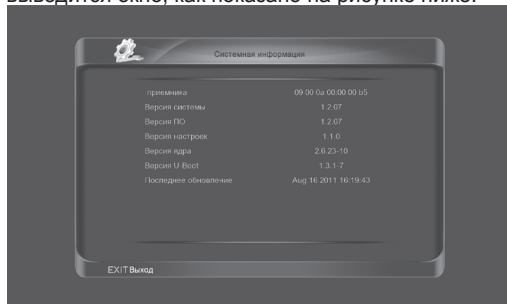 выводится окно, как показано на рисунке ниже.
Системная информация
приемника 09 00 0a 00:00:00 b5
Версия системы 1.2.07
Версия ПО 1.2.07
Версия настроек 1.1.0
Версия ядра 2.6.23-10
Версия U-Boot 1.3.1-7
Последнее обновление Aug 16 2011 16:19:43
EXIT Выход